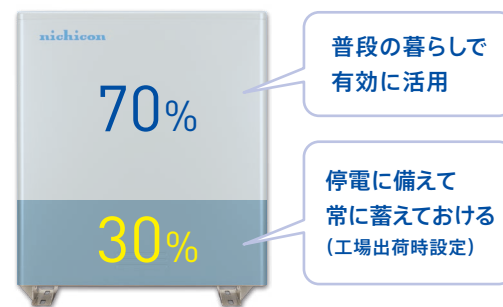 nichicon
70%
普段の暮らしで
有効に活用
30%
停電に備えて
常に蓄えておける
(工場出荷時設定)